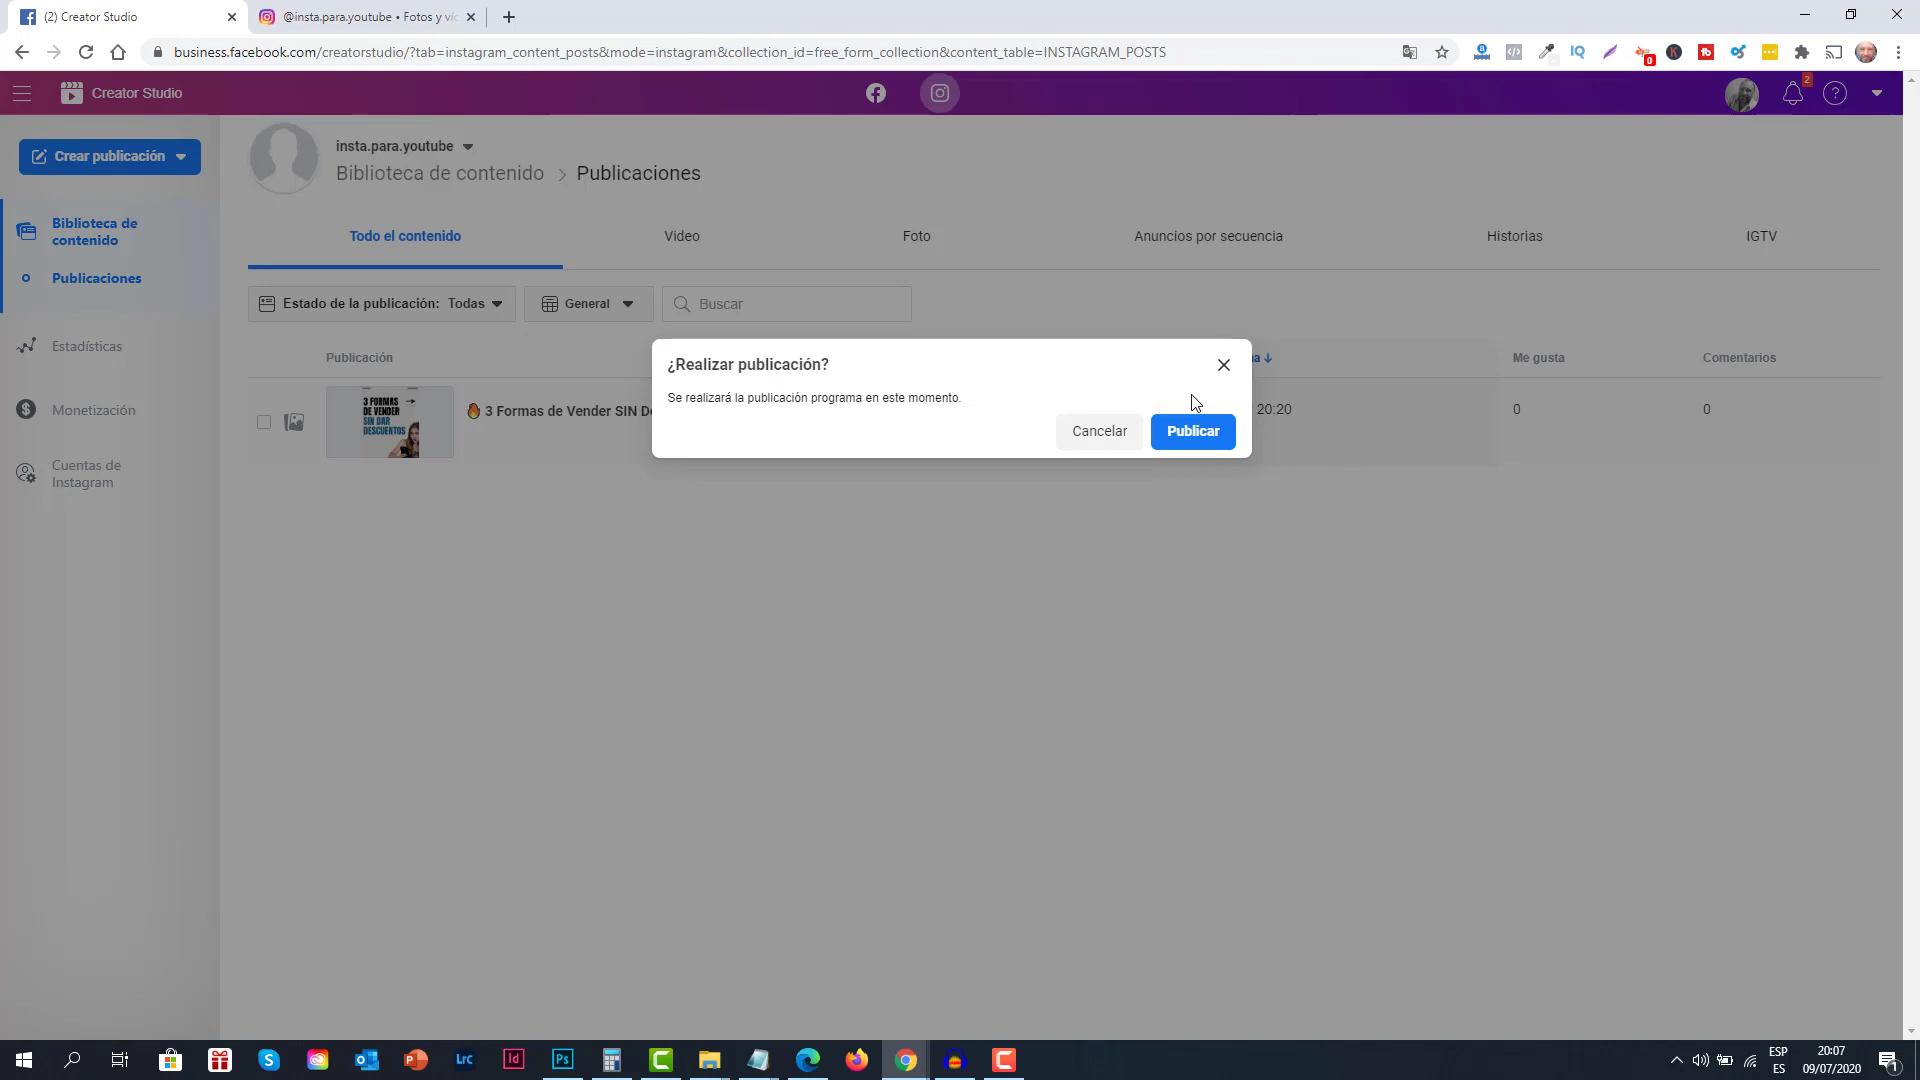 (2) Creator Studio
@insta.para.youtube • Fotos y víd
business.facebook.com/creatorstudio/?tab=instagram_content_posts&mode=instagram&collection_id=free_form_collection&content_table=INSTAGRAM_POSTS
Creator Studio
2
Crear publicación
insta.para.youtube
Biblioteca de contenido > Publicaciones
Biblioteca de
contenido
Publicaciones
Estadísticas
Monetización
Cuentas de
Instagram
Todo el contenido
Video
Foto
Anuncios por secuencia
Historias
IGTV
Estado de la publicación: Todas
General
Buscar
Publicación
Me gusta
Comentarios
3 FORMAS
DE VENDER
SIN DAR
DESCUENTOS
🔥 3 Formas de Vender SIN D
20:20
0
0
¿Realizar publicación?
Se realizará la publicación programa en este momento.
Cancelar
Publicar
ESP
ES
20:07
09/07/2020
1